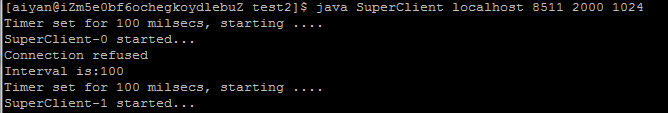 [aiyan@iZm5e0bf6ochegkoydlebuZ test2]$ java SuperClient localhost 8511 2000 1024
Timer set for 100 milsecs, starting ....
SuperClient-0 started...
Connection refused
Interval is:100
Timer set for 100 milsecs, starting ....
SuperClient-1 started...